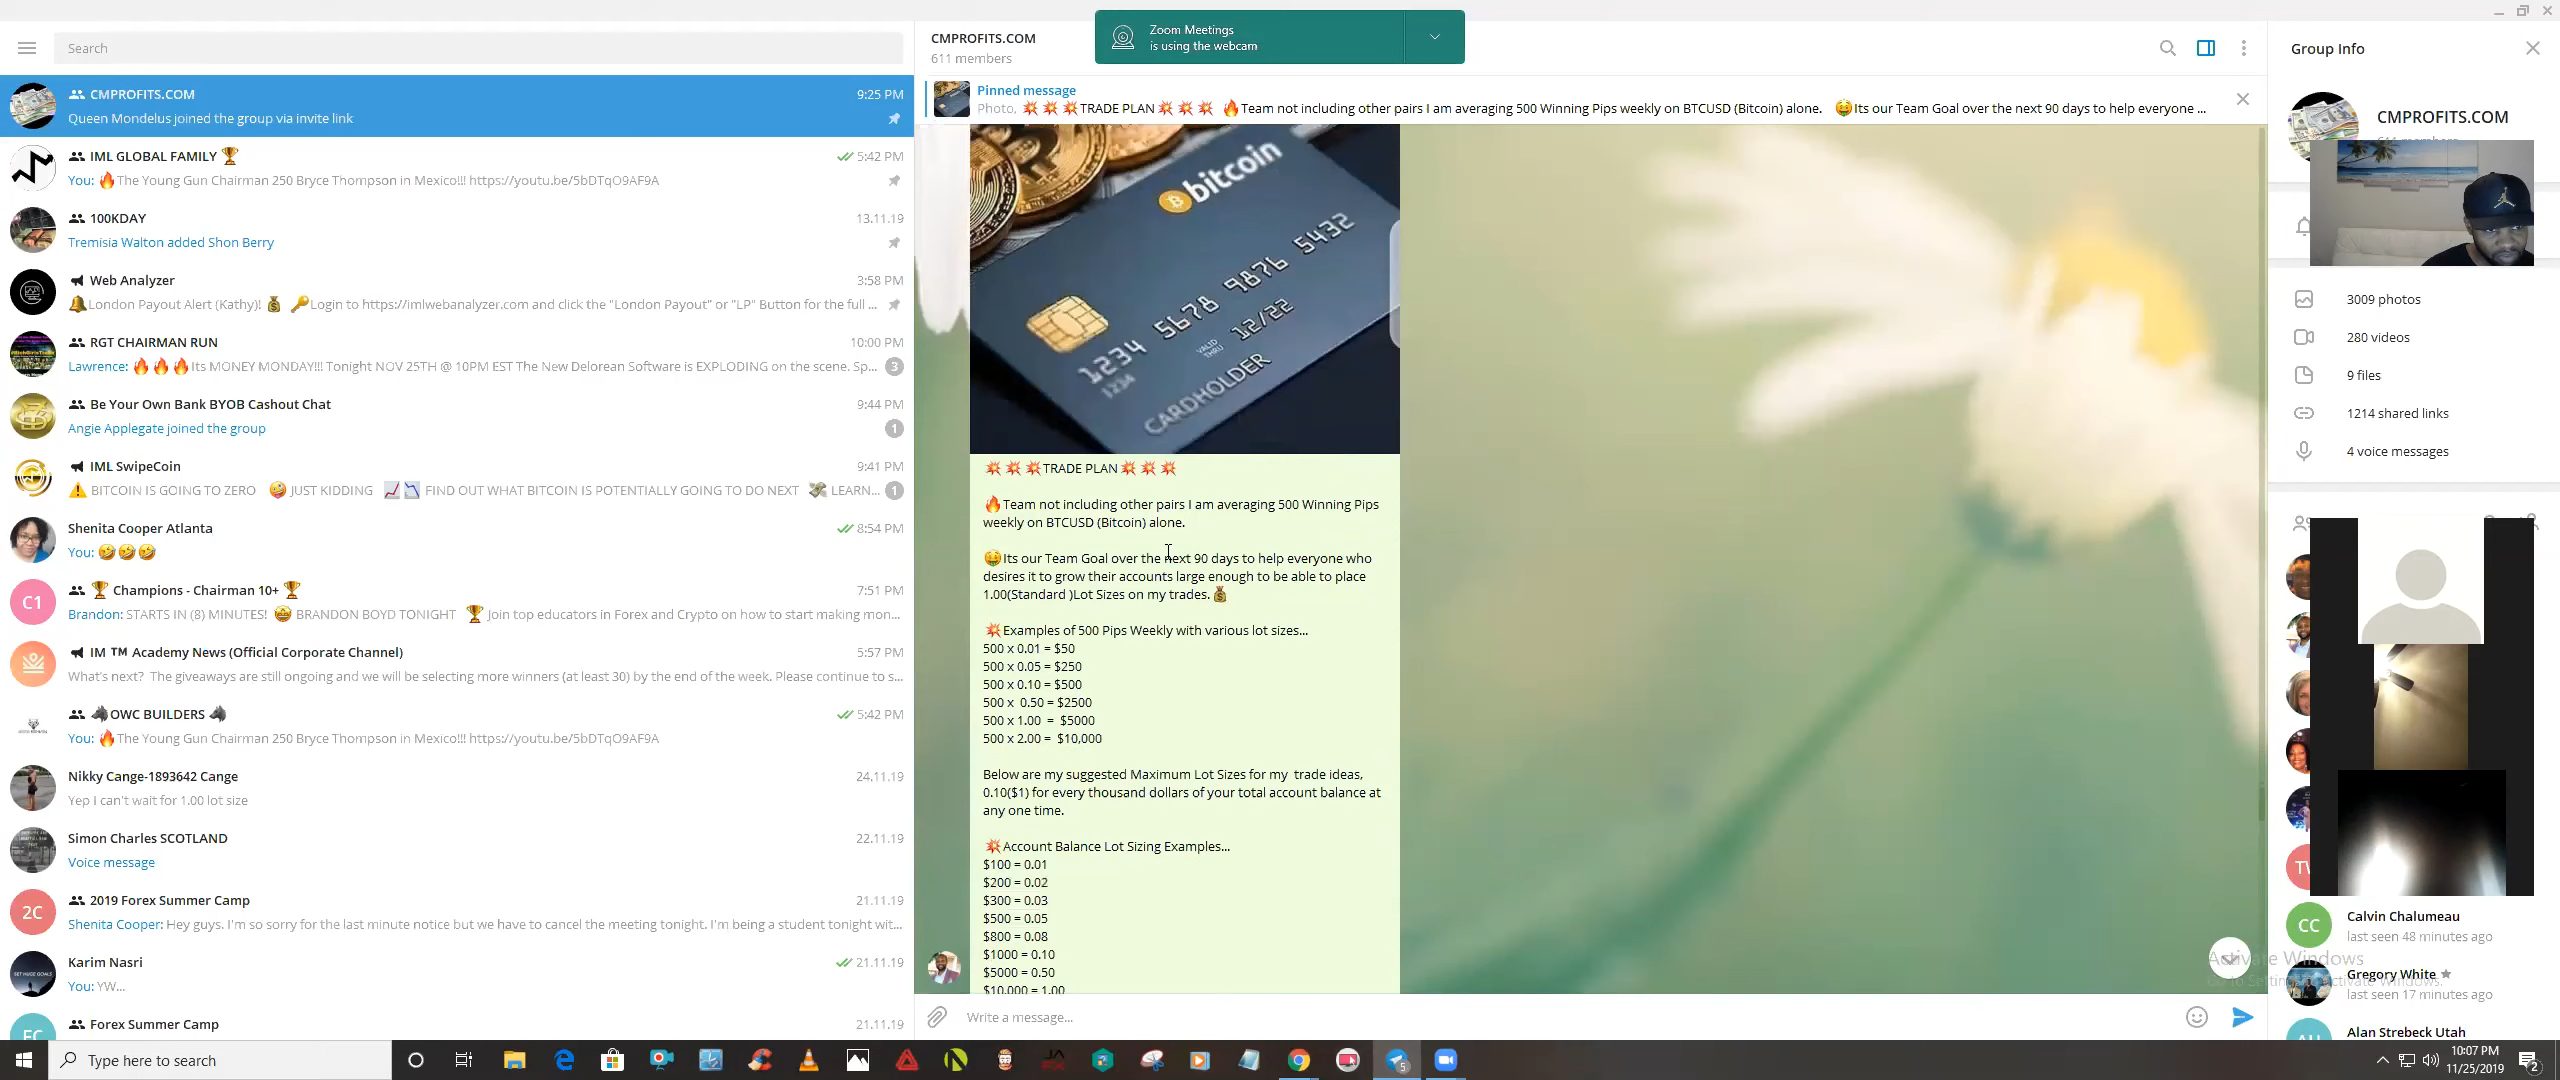 Zoom Meetings
is using the webcam
Search
CMPROFITS.COM
611 members
Group Info
CMPROFITS.COM 9:25 PM
Queen Mondelus joined the group via invite link
IML GLOBAL FAMILY 🏆 5:42 PM
You: 🔥The Young Gun Chairman 250 Bryce Thompson in Mexico!!! https://youtu.be/5bDTqO9AF9A
100KDAY 13.11.19
Tremisia Walton added Shon Berry
Web Analyzer 3:58 PM
🔔London Payout Alert (Kathy)! 💰 🔑Login to https://imlwebanalyzer.com and click the "London Payout" or "LP" Button for the full ...
RGT CHAIRMAN RUN 10:00 PM
Lawrence: 🔥🔥🔥Its MONEY MONDAY!!! Tonight NOV 25TH @ 10PM EST The New Delorean Software is EXPLODING on the scene. Sp... 3
Be Your Own Bank BYOB Cashout Chat 9:44 PM
Angie Applegate joined the group 1
IML SwipeCoin 9:41 PM
⚠️ BITCOIN IS GOING TO ZERO 🤪 JUST KIDDING 📈📉 FIND OUT WHAT BITCOIN IS POTENTIALLY GOING TO DO NEXT 💸 LEARN... 1
Shenita Cooper Atlanta 8:54 PM
You: 🤣🤣🤣
C1
🏆 Champions - Chairman 10+ 🏆 7:51 PM
Brandon: STARTS IN (8) MINUTES! 🤩 BRANDON BOYD TONIGHT 🏆 Join top educators in Forex and Crypto on how to start making mon...
IM ™ Academy News (Official Corporate Channel) 5:57 PM
What's next? The giveaways are still ongoing and we will be selecting more winners (at least 30) by the end of the week. Please continue to s...
🐺OWC BUILDERS 🐺 5:42 PM
You: 🔥The Young Gun Chairman 250 Bryce Thompson in Mexico!!! https://youtu.be/5bDTqO9AF9A
Nikky Cange-1893642 Cange 24.11.19
Yep I can't wait for 1.00 lot size
Simon Charles SCOTLAND 22.11.19
Voice message
2C
2019 Forex Summer Camp 21.11.19
Shenita Cooper: Hey guys. I'm so sorry for the last minute notice but we have to cancel the meeting tonight. I'm being a student tonight wit...
Karim Nasri 21.11.19
You: YW...
FC
Forex Summer Camp 21.11.19
Pinned message
Photo, 💥💥💥TRADE PLAN💥💥💥 🔥Team not including other pairs I am averaging 500 Winning Pips weekly on BTCUSD (Bitcoin) alone. 🤑Its our Team Goal over the next 90 days to help everyone ...
bitcoin
1234 5678 9876 5432
1234
VALID THRU 12/22
CARDHOLDER
💥💥💥TRADE PLAN💥💥💥
🔥Team not including other pairs I am averaging 500 Winning Pips
weekly on BTCUSD (Bitcoin) alone.
🤑Its our Team Goal over the next 90 days to help everyone who
desires it to grow their accounts large enough to be able to place
1.00(Standard )Lot Sizes on my trades.💰
💥Examples of 500 Pips Weekly with various lot sizes...
500 x 0.01 = $50
500 x 0.05 = $250
500 x 0.10 = $500
500 x  0.50 = $2500
500 x 1.00  =  $5000
500 x 2.00 =  $10,000
Below are my suggested Maximum Lot Sizes for my  trade ideas,
0.10($1) for every thousand dollars of your total account balance at
any one time.
💥Account Balance Lot Sizing Examples...
$100 = 0.01
$200 = 0.02
$300 = 0.03
$500 = 0.05
$800 = 0.08
$1000 = 0.10
$5000 = 0.50
$10,000 = 1.00
Write a message...
CMPROFITS.COM
3009 photos
280 videos
9 files
1214 shared links
4 voice messages
CC
Calvin Chalumeau
last seen 48 minutes ago
Activate Windows
Gregory White
last seen 17 minutes ago
Alan Strebeck Utah
Type here to search
5
10:07 PM
11/25/2019
2